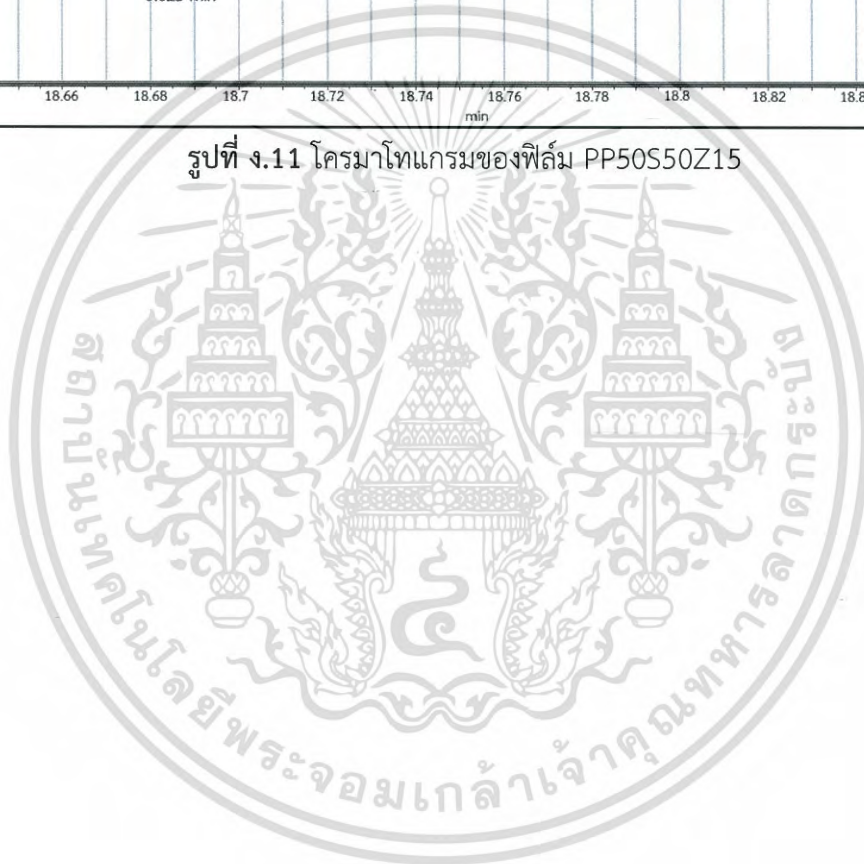 18.66 18.68 18.7 18.72 18.74 18.76 18.78 18.8 18.82
min
รูปที่ ง.11 โครมาโทแกรมของฟิล์ม PP50S50Z15
สถาบันเทคโนโลยีพระจอมเกล้าเจ้าคุณทหารลาดกระบัง